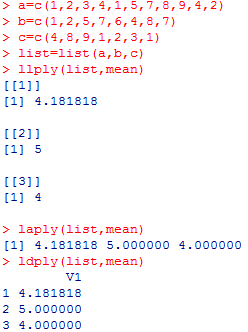 > a=c(1,2,3,4,1,5,7,8,9,4,2)
> b=c(1,2,5,7,6,4,8,7)
> c=c(4,8,9,1,2,3,1)
> list=list(a,b,c)
> llply(list,mean)
[[1]]
[1] 4.181818
[[2]]
[1] 5
[[3]]
[1] 4
> laply(list,mean)
[1] 4.181818 5.000000 4.000000
> ldply(list,mean)
V1
1 4.181818
2 5.000000
3 4.000000